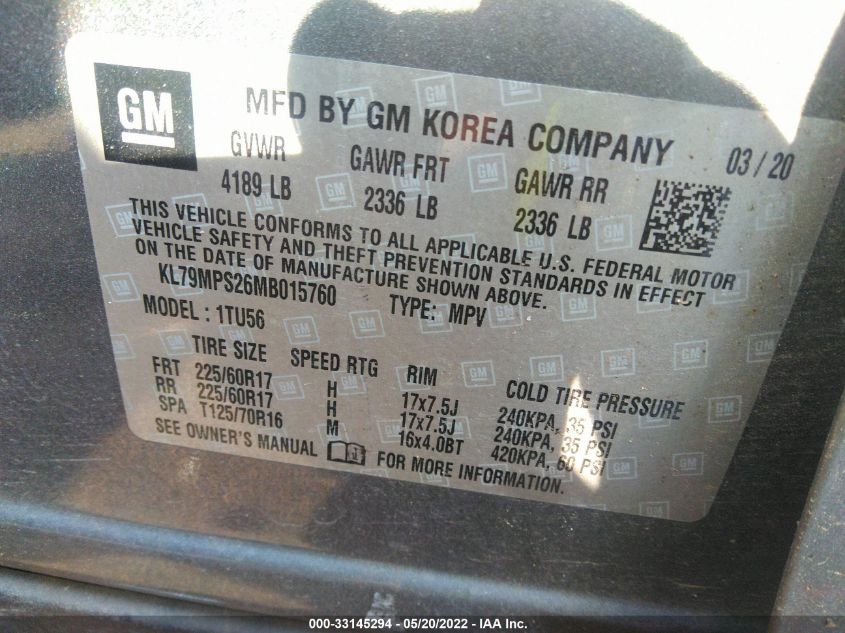 GM
MFD BY GM KOREA COMPANY
03/20
GVWR GAWR FRT GAWR RR
4189 LB 2336 LB 2336 LB
THIS VEHICLE CONFORMS TO ALL APPLICABLE U.S. FEDERAL MOTOR
VEHICLE SAFETY AND THEFT PREVENTION STANDARDS IN EFFECT
ON THE DATE OF MANUFACTURE SHOWN ABOVE.
KL79MPS26MB015760 TYPE: MPV
MODEL: 1TU56
TIRE SIZE SPEED RTG RIM COLD TIRE PRESSURE
FRT 225/60R17 H 17x7.5J 240KPA, 35 PSI
RR 225/60R17 H 17x7.5J 240KPA, 35 PSI
SPA T125/70R16 M 16x4.0BT 420KPA, 60 PSI
SEE OWNER'S MANUAL FOR MORE INFORMATION.
000-33145294 - 05/20/2022 - IAA Inc.